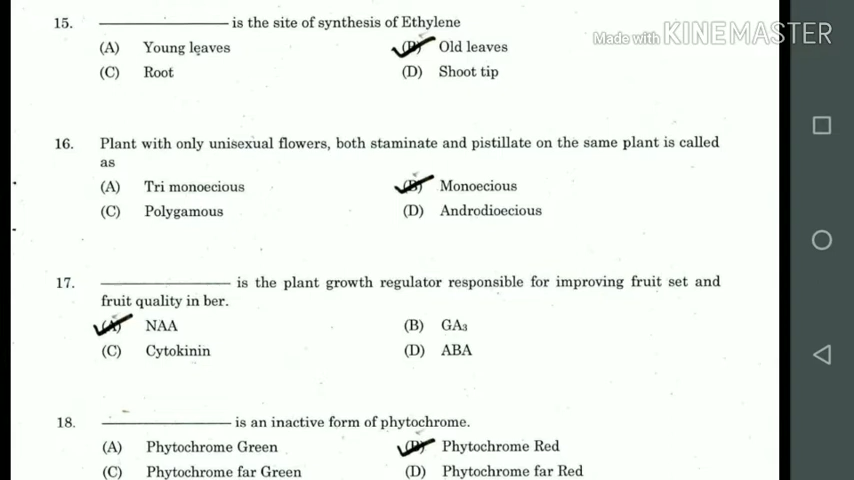 Made with KINEMASTER
15. ____________ is the site of synthesis of Ethylene
(A) Young leaves (B) Old leaves
(C) Root (D) Shoot tip
16. Plant with only unisexual flowers, both staminate and pistillate on the same plant is called
as
(A) Tri monoecious (B) Monoecious
(C) Polygamous (D) Androdioecious
17. ____________ is the plant growth regulator responsible for improving fruit set and
fruit quality in ber.
(A) NAA (B) GA₃
(C) Cytokinin (D) ABA
18. ____________ is an inactive form of phytochrome.
(A) Phytochrome Green (B) Phytochrome Red
(C) Phytochrome far Green (D) Phytochrome far Red